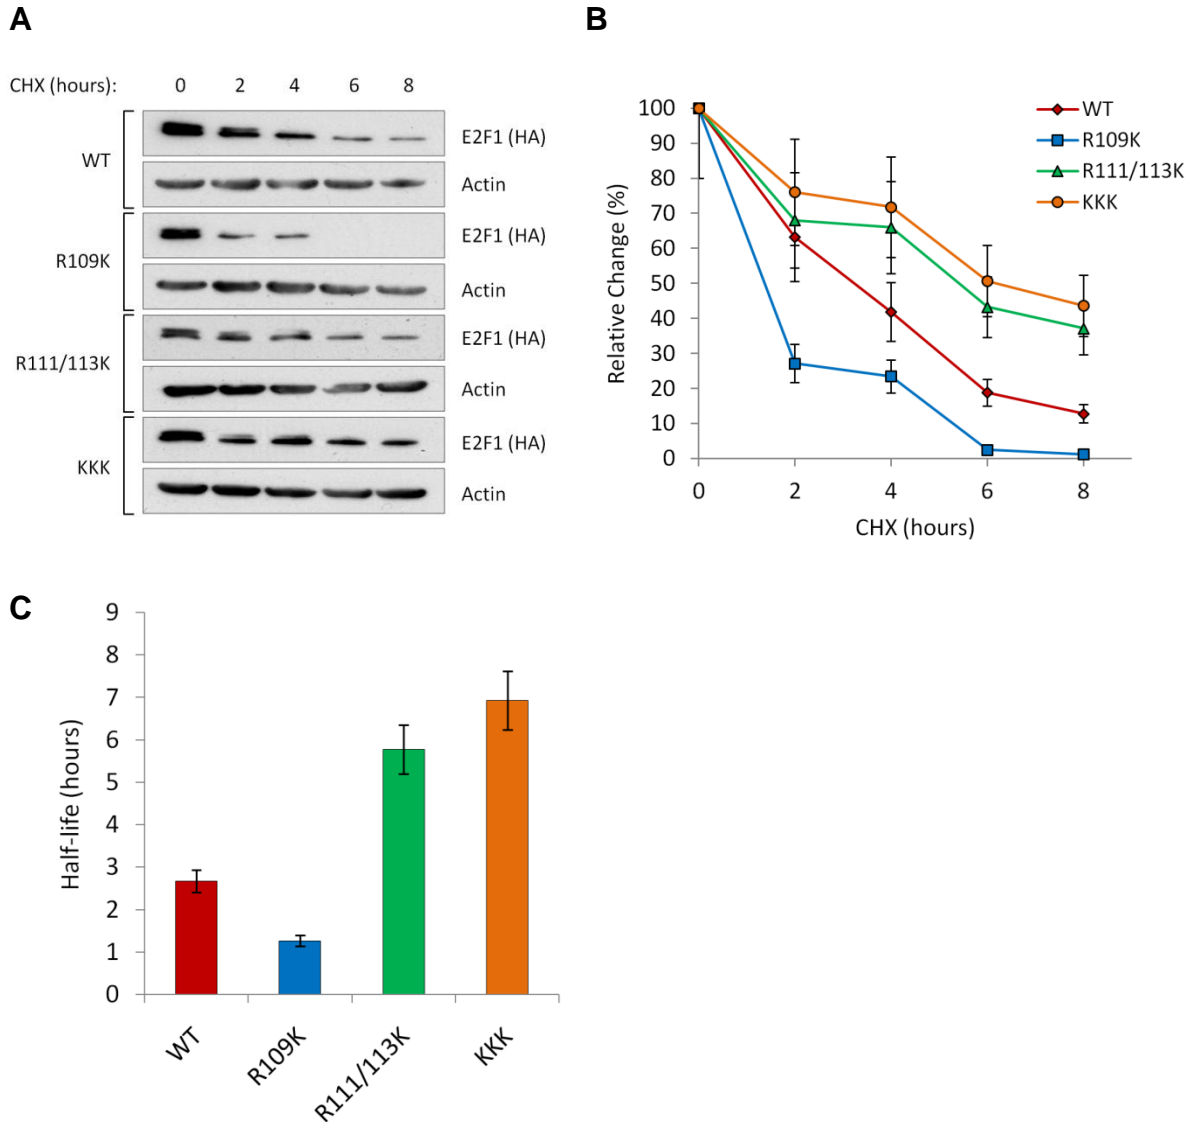 A
CHX (hours): 0 2 4 6 8
WT
E2F1 (HA)
Actin
R109K
E2F1 (HA)
Actin
R111/113K
E2F1 (HA)
Actin
KKK
E2F1 (HA)
Actin
B
Relative Change (%)
100
90
80
70
60
50
40
30
20
10
0
0 2 4 6 8
CHX (hours)
WT
R109K
R111/113K
KKK
C
Half-life (hours)
9
8
7
6
5
4
3
2
1
0
WT
R109K
R111/113K
KKK